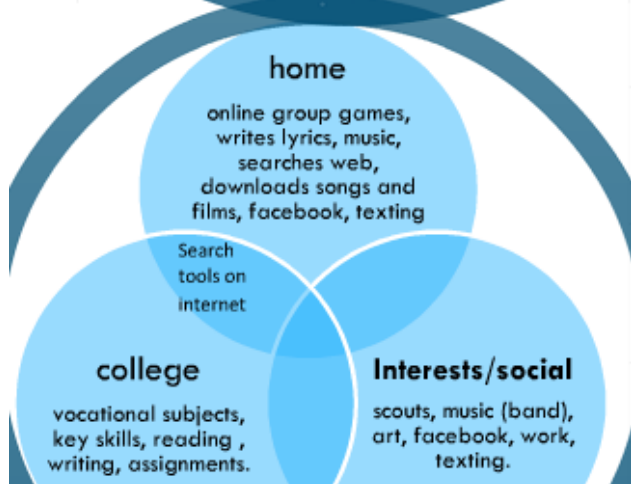 home
online group games,
writes lyrics, music,
searches web,
downloads songs and
films, facebook, texting
Search
tools on
internet
college
vocational subjects,
key skills, reading ,
writing, assignments.
Interests/social
scouts, music (band),
art, facebook, work,
texting.